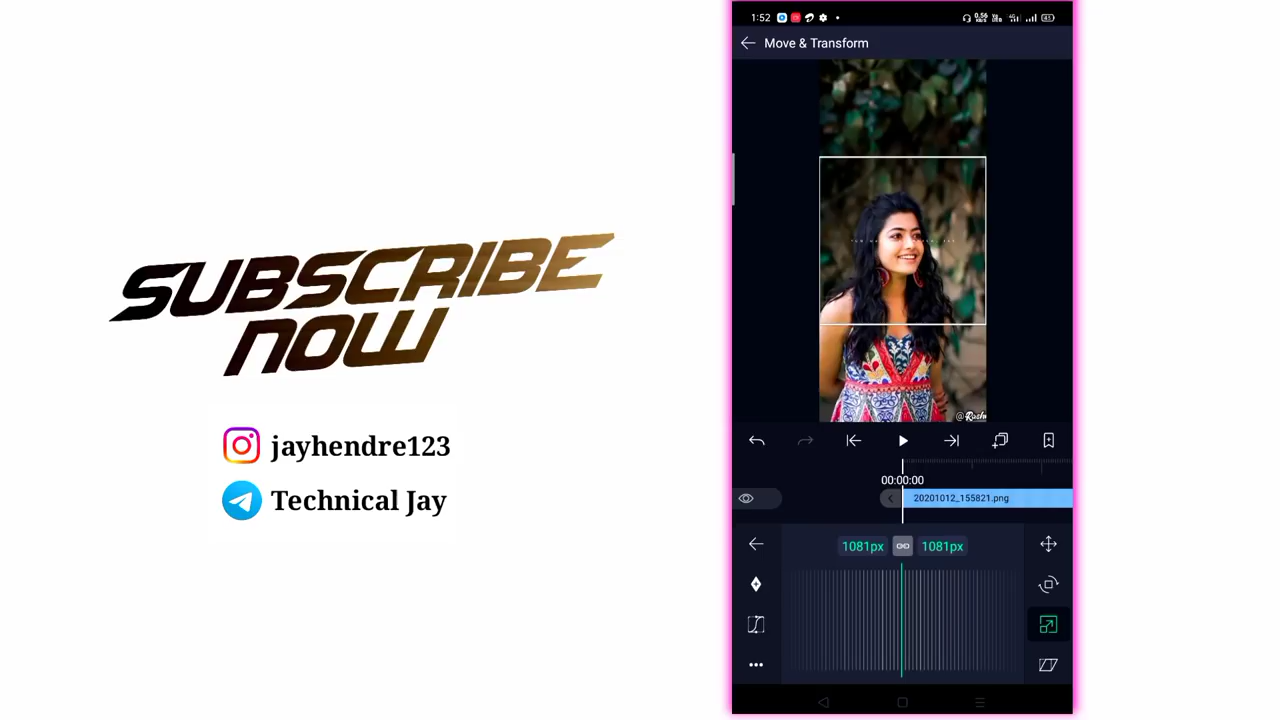 SUBSCRIBE
NOW
jayhendre123
Technical Jay
1:52
Move & Transform
00:00:00
20201012_155821.png
1081px
1081px